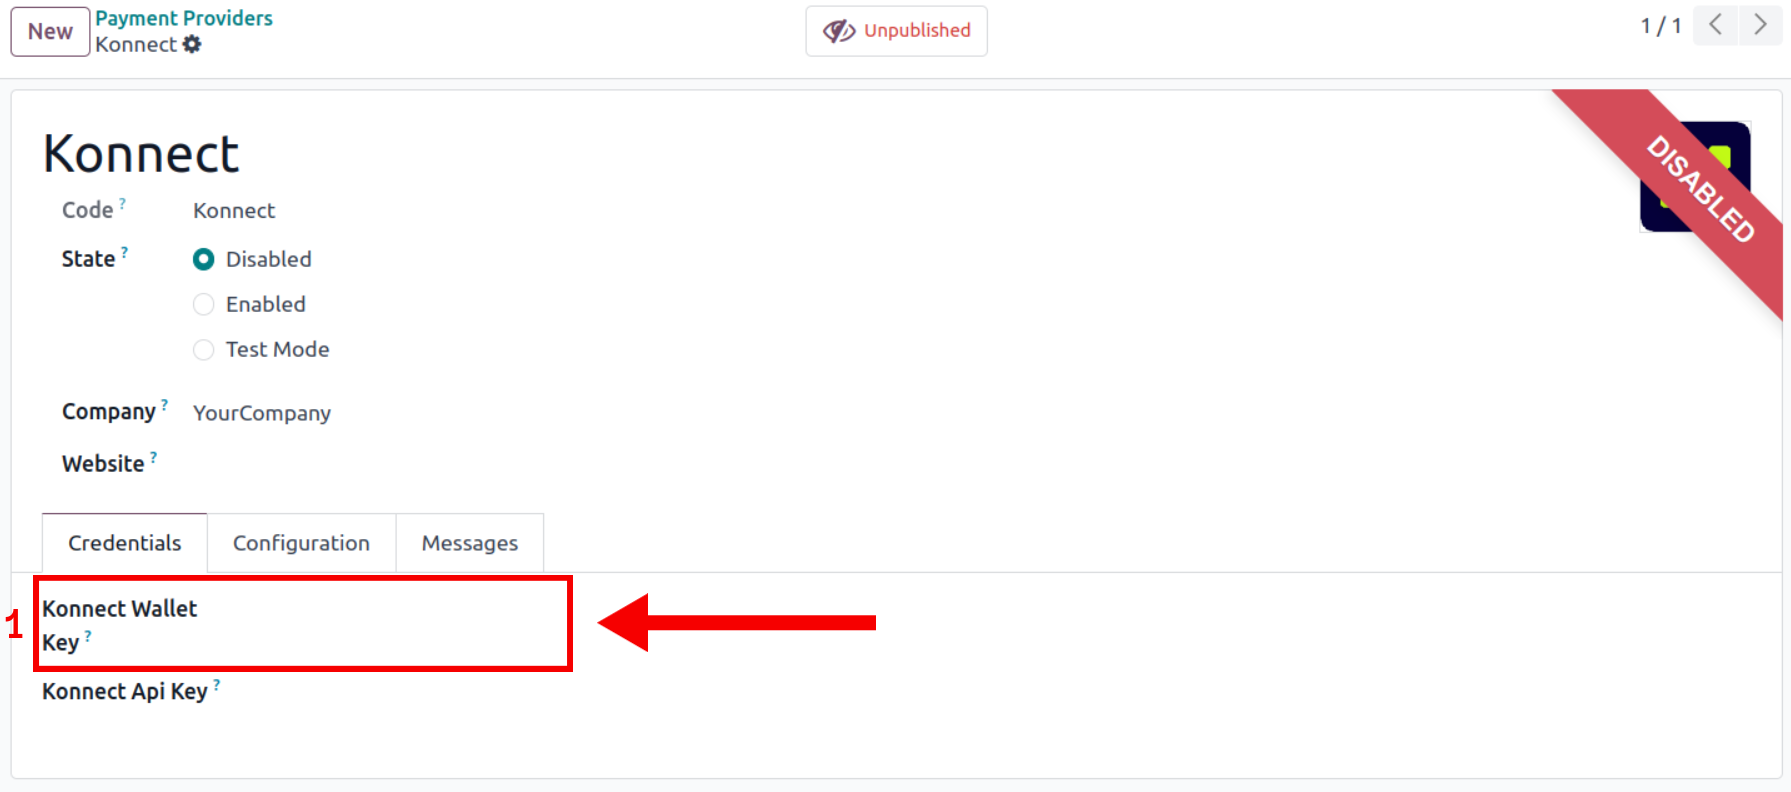 New
Payment Providers
Konnect
Unpublished
1 / 1
DISABLED
Konnect
Code ? Konnect
State ? Disabled
Enabled
Test Mode
Company ? YourCompany
Website ?
Credentials Configuration Messages
1
Konnect Wallet
Key ?
Konnect Api Key ?